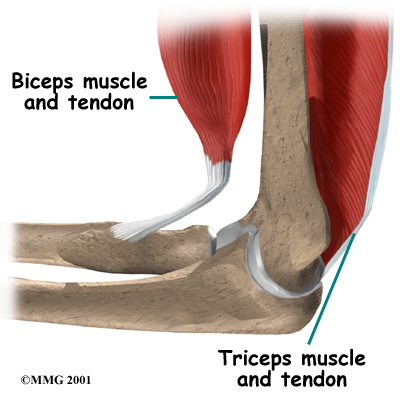 Biceps muscle
and tendon
Triceps muscle
and tendon
©MMG 2001